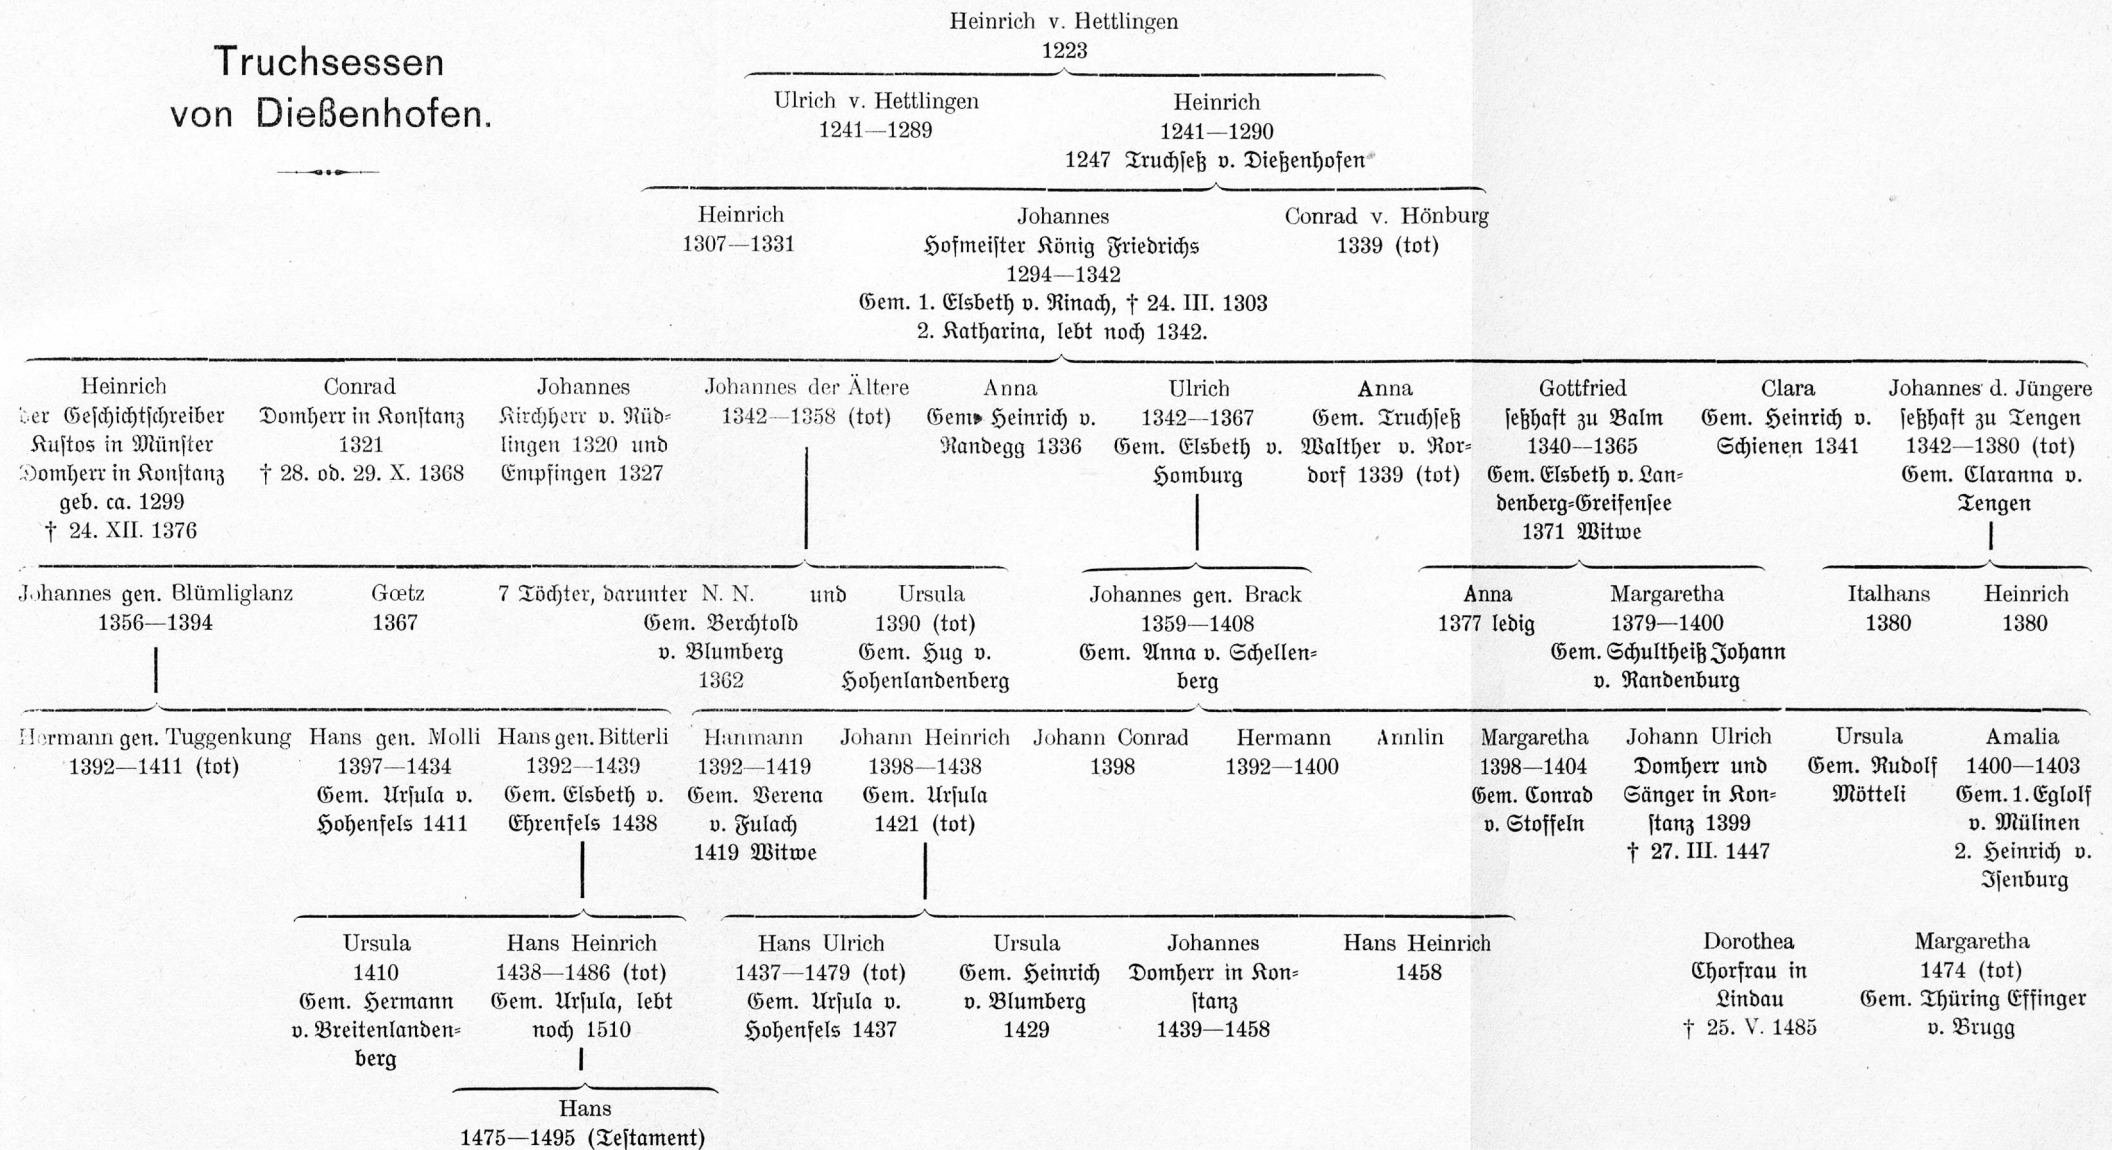 Truchsessen
von Dießenhofen.
Heinrich v. Hettlingen
1223
Ulrich v. Hettlingen
1241—1289
Heinrich
1241—1290
1247 Truchſeß v. Dießenhofen
Heinrich
1307—1331
Johannes
Hofmeiſter König Friedrichs
1294—1342
Gem. 1. Elsbeth v. Rinach, † 24. III. 1303
2. Katharina, lebt noch 1342.
Conrad v. Hönburg
1339 (tot)
Heinrich
der Geſchichtſchreiber
Kuſtos in Münſter
Domherr in Konſtanz
geb. ca. 1299
† 24. XII. 1376
Conrad
Domherr in Konſtanz
1321
† 28. od. 29. X. 1368
Johannes
Kirchherr v. Rüd⸗
lingen 1320 und
Empfingen 1327
Johannes der Ältere
1342—1358 (tot)
Anna
Gem. Heinrich v.
Randegg 1336
Ulrich
1342—1367
Gem. Elsbeth v.
Homburg
Anna
Gem. Truchſeß
Walther v. Ror⸗
dorf 1339 (tot)
Gottfried
ſeßhaft zu Balm
1340—1365
Gem. Elsbeth v. Lan⸗
denberg⸗Greifenſee
1371 Witwe
Clara
Gem. Heinrich v.
Schienen 1341
Johannes d. Jüngere
ſeßhaft zu Tengen
1342—1380 (tot)
Gem. Claranna v.
Tengen
Johannes gen. Blümliglanz
1356—1394
Gœtz
1367
7 Töchter, darunter N. N. und
Gem. Berchtold
v. Blumberg
1362
Ursula
1390 (tot)
Gem. Hug v.
Hohenlandenberg
Johannes gen. Brack
1359—1408
Gem. Anna v. Schellen⸗
berg
Anna
1377 ledig
Margaretha
1379—1400
Gem. Schultheiß Johann
v. Randenburg
Italhans
1380
Heinrich
1380
Hermann gen. Tuggenkung
1392—1411 (tot)
Hans gen. Molli
1397—1434
Gem. Urſula v.
Hohenfels 1411
Hans gen. Bitterli
1392—1439
Gem. Elsbeth v.
Ehrenfels 1438
Hanmann
1392—1419
Gem. Verena
v. Fulach
1419 Witwe
Johann Heinrich
1398—1438
Gem. Urſula
1421 (tot)
Johann Conrad
1398
Hermann
1392—1400
Annlin
Margaretha
1398—1404
Gem. Conrad
v. Stoffeln
Johann Ulrich
Domherr und
Sänger in Kon⸗
ſtanz 1399
† 27. III. 1447
Ursula
Gem. Rudolf
Mötteli
Amalia
1400—1403
Gem. 1. Eglolf
v. Mülinen
2. Heinrich v.
Iſenburg
Ursula
1410
Gem. Hermann
v. Breitenlanden⸗
berg
Hans Heinrich
1438—1486 (tot)
Gem. Urſula, lebt
noch 1510
Hans Ulrich
1437—1479 (tot)
Gem. Urſula v.
Hohenfels 1437
Ursula
Gem. Heinrich
v. Blumberg
1429
Johannes
Domherr in Kon⸗
ſtanz
1439—1458
Hans Heinrich
1458
Dorothea
Chorfrau in
Lindau
† 25. V. 1485
Margaretha
1474 (tot)
Gem. Thüring Effinger
v. Brugg
Hans
1475—1495 (Teſtament)